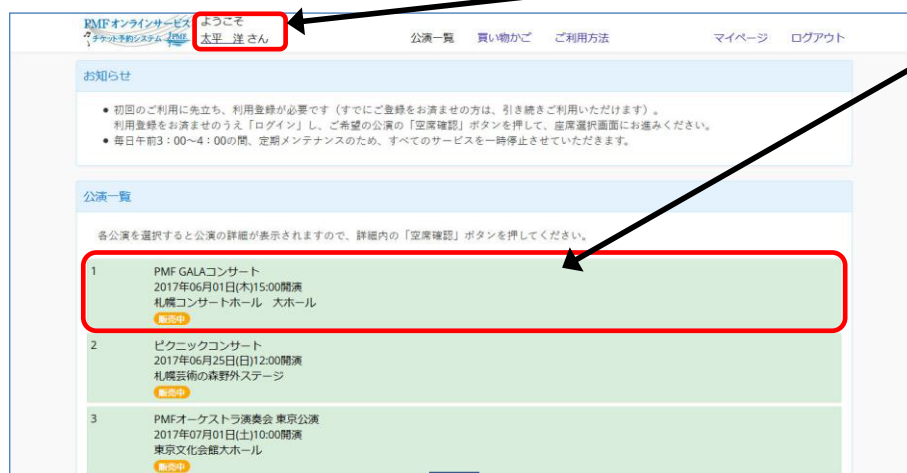 PMFオンラインサービス
チケット予約システム PMF
ようこそ
太平 洋 さん
公演一覧 買い物かご ご利用方法 マイページ ログアウト
お知らせ
● 初回のご利用に先立ち、利用登録が必要です（すでにご登録をお済ませの方は、引き続きご利用いただけます）。
利用登録をお済ませのうえ「ログイン」し、ご希望の公演の「空席確認」ボタンを押して、座席選択画面にお進みください。
● 毎日午前3：00～4：00の間、定期メンテナンスのため、すべてのサービスを一時停止させていただきます。
公演一覧
各公演を選択すると公演の詳細が表示されますので、詳細内の「空席確認」ボタンを押してください。
1 PMF GALAコンサート
2017年06月01日(木)15:00開演
札幌コンサートホール 大ホール
販売中
2 ピクニックコンサート
2017年06月25日(日)12:00開演
札幌芸術の森野外ステージ
販売中
3 PMFオーケストラ演奏会 東京公演
2017年07月01日(土)10:00開演
東京文化会館大ホール
販売中